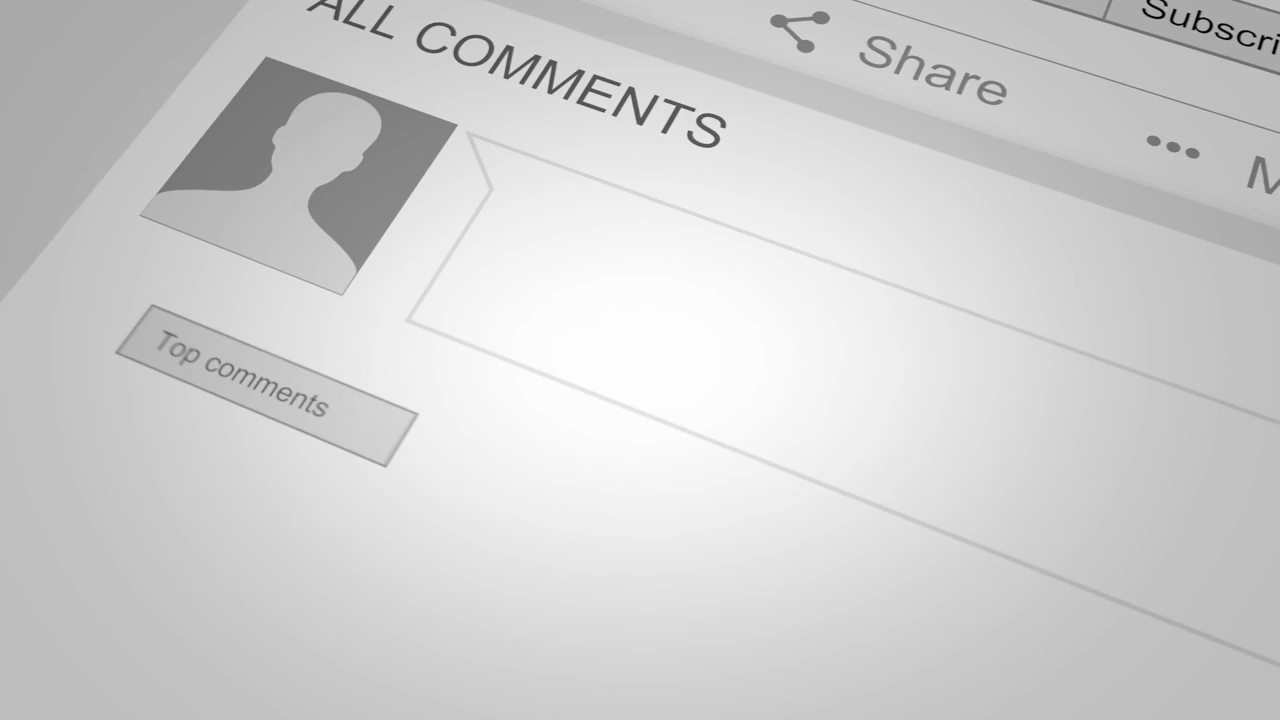 Subscri
Share
••• M
ALL COMMENTS
Top comments